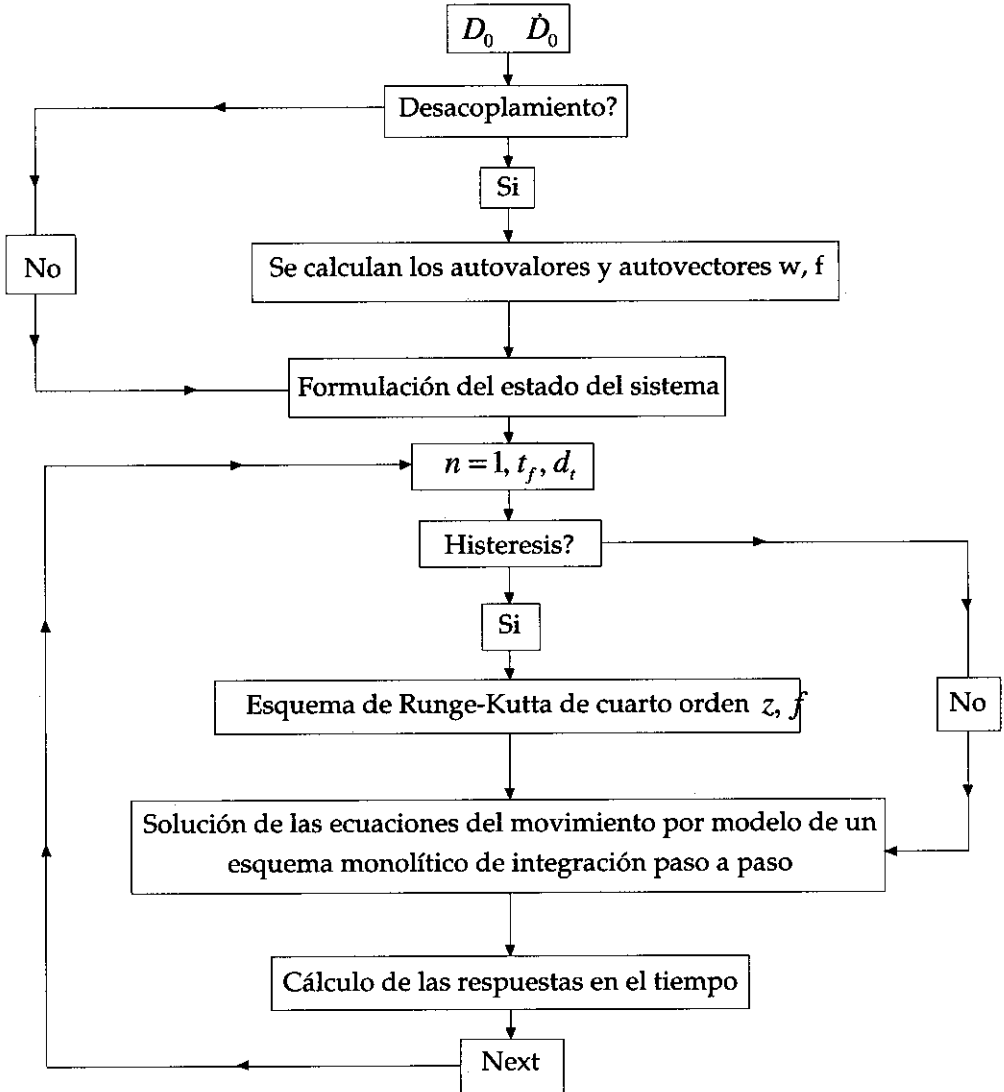 D₀ Ḋ₀
Desacoplamiento?
Si
No
Se calculan los autovalores y autovectores w, f
Formulación del estado del sistema
n = 1, t_f, d_t
Histeresis?
Si
Esquema de Runge-Kutta de cuarto orden z, f
No
Solución de las ecuaciones del movimiento por modelo de un
esquema monolítico de integración paso a paso
Cálculo de las respuestas en el tiempo
Next